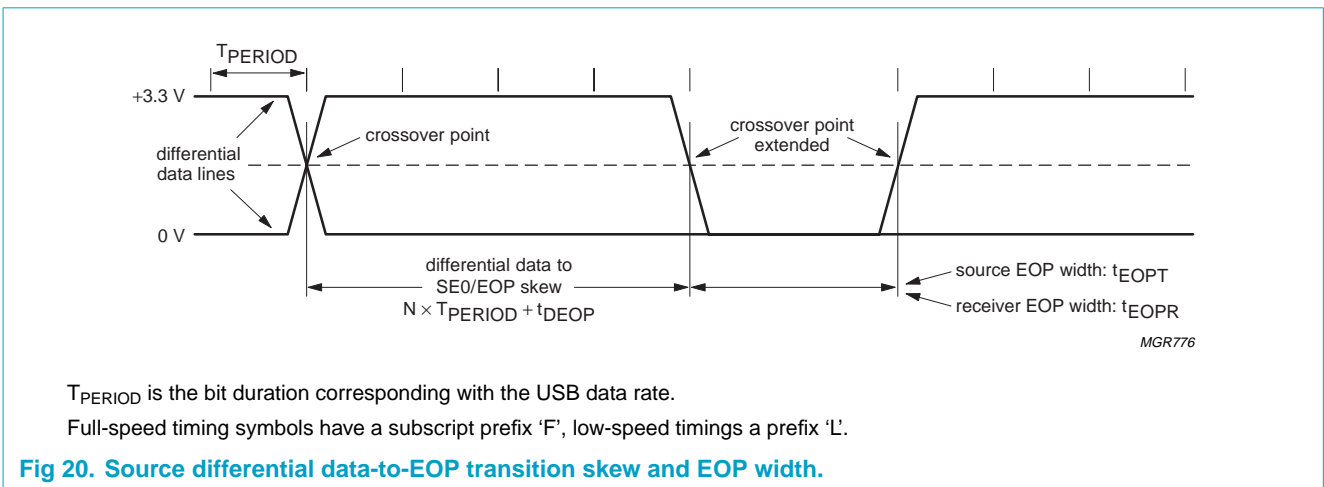 TPERIOD
+3.3 V
crossover point
crossover point
extended
differential
data lines
0 V
differential data to
SE0/EOP skew
N × TPERIOD + tDEOP
source EOP width: tEOPT
receiver EOP width: tEOPR
MGR776
TPERIOD is the bit duration corresponding with the USB data rate.
Full-speed timing symbols have a subscript prefix ‘F’, low-speed timings a prefix ‘L’.
Fig 20. Source differential data-to-EOP transition skew and EOP width.